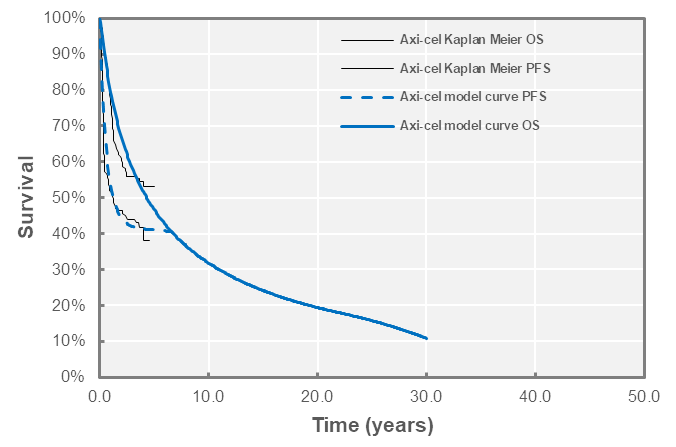 100%
90%
80%
70%
60%
50%
40%
30%
20%
10%
0%
Survival
Axi-cel Kaplan Meier OS
Axi-cel Kaplan Meier PFS
Axi-cel model curve PFS
Axi-cel model curve OS
0.0 10.0 20.0 30.0 40.0 50.0
Time (years)